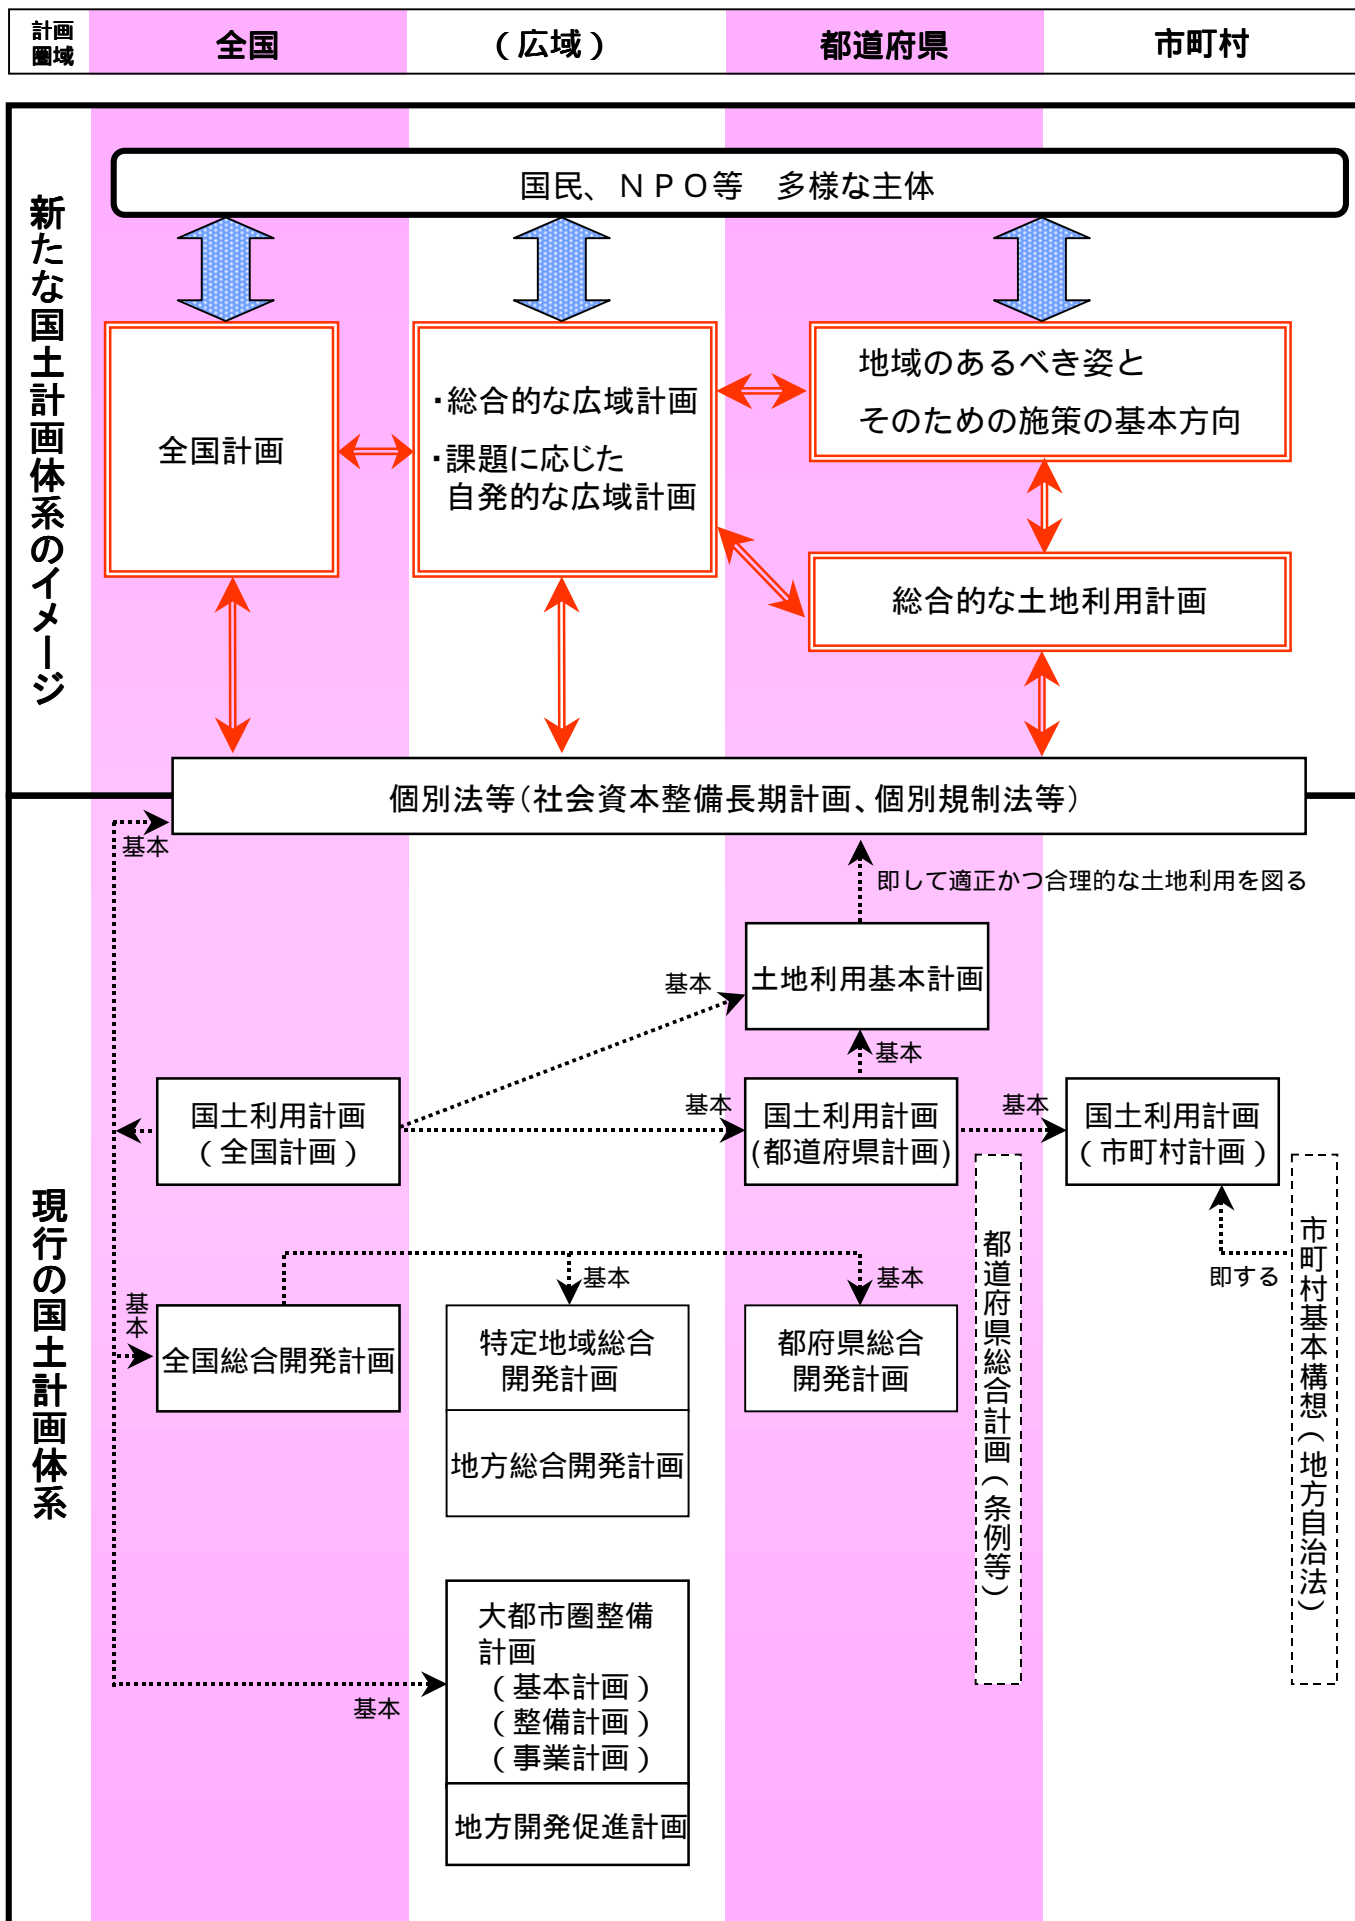 計画
圏域
全国
（広域）
都道府県
市町村
新たな国土計画体系のイメージ
国民、ＮＰＯ等　多様な主体
全国計画
・総合的な広域計画
・課題に応じた
自発的な広域計画
地域のあるべき姿と
そのための施策の基本方向
総合的な土地利用計画
個別法等（社会資本整備長期計画、個別規制法等）
現行の国土計画体系
基本
即して適正かつ合理的な土地利用を図る
基本
土地利用基本計画
基本
国土利用計画
（全国計画）
基本
国土利用計画
(都道府県計画)
基本
国土利用計画
（市町村計画）
基本
基本
基本
即する
全国総合開発計画
特定地域総合
開発計画
地方総合開発計画
都府県総合
開発計画
都道府県総合計画（条例等）
市町村基本構想（地方自治法）
大都市圏整備
計画
（基本計画）
（整備計画）
（事業計画）
基本
地方開発促進計画